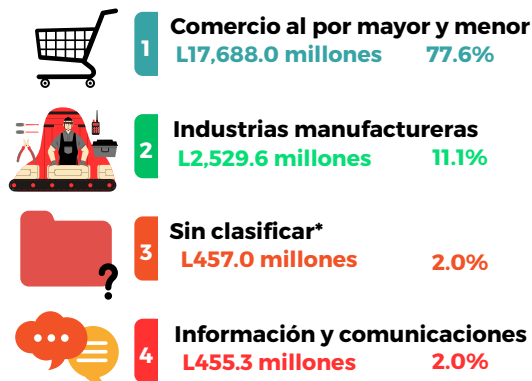 1
Comercio al por mayor y menor
L17,688.0 millones 77.6%
2
Industrias manufactureras
L2,529.6 millones 11.1%
3
Sin clasificar*
L457.0 millones 2.0%
?
4
Información y comunicaciones
L455.3 millones 2.0%